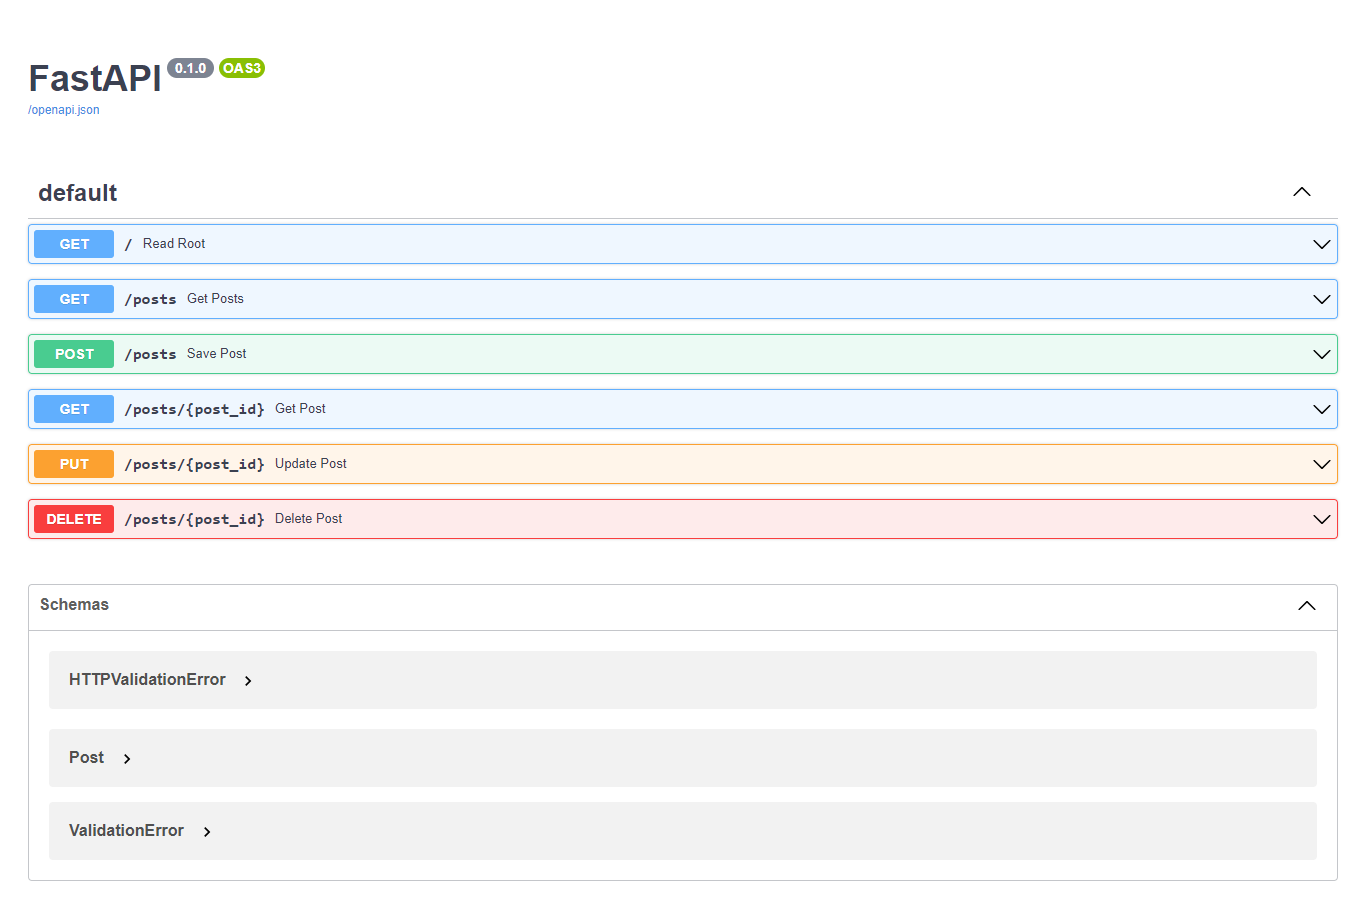 FastAPI 0.1.0 OAS3
/openapi.json
default
GET / Read Root
GET /posts Get Posts
POST /posts Save Post
GET /posts/{post_id} Get Post
PUT /posts/{post_id} Update Post
DELETE /posts/{post_id} Delete Post
Schemas
HTTPValidationError
Post
ValidationError